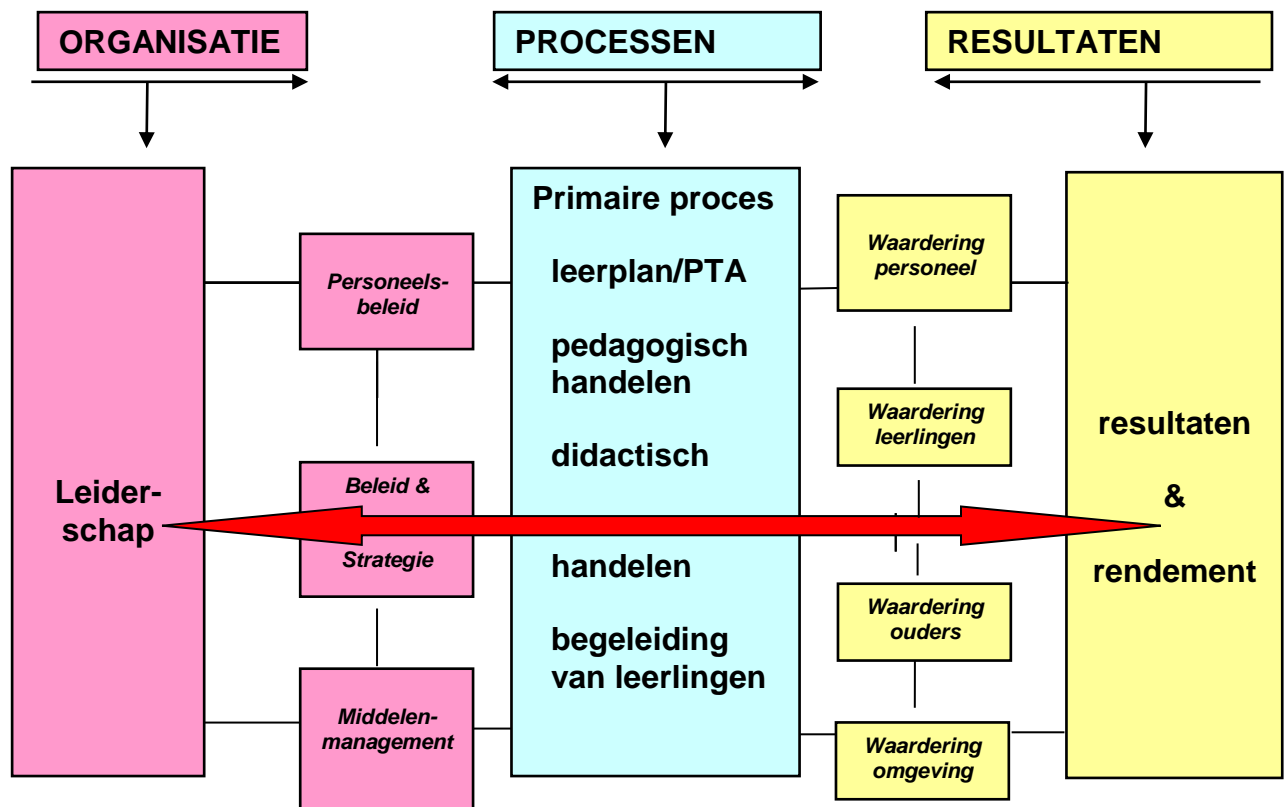 ORGANISATIE
PROCESSEN
RESULTATEN
Leider-
schap
Personeels-
beleid
Beleid &
Strategie
Middelen-
management
Primaire proces
leerplan/PTA
pedagogisch
handelen
didactisch
handelen
begeleiding
van leerlingen
Waardering
personeel
Waardering
leerlingen
Waardering
ouders
Waardering
omgeving
resultaten
&
rendement